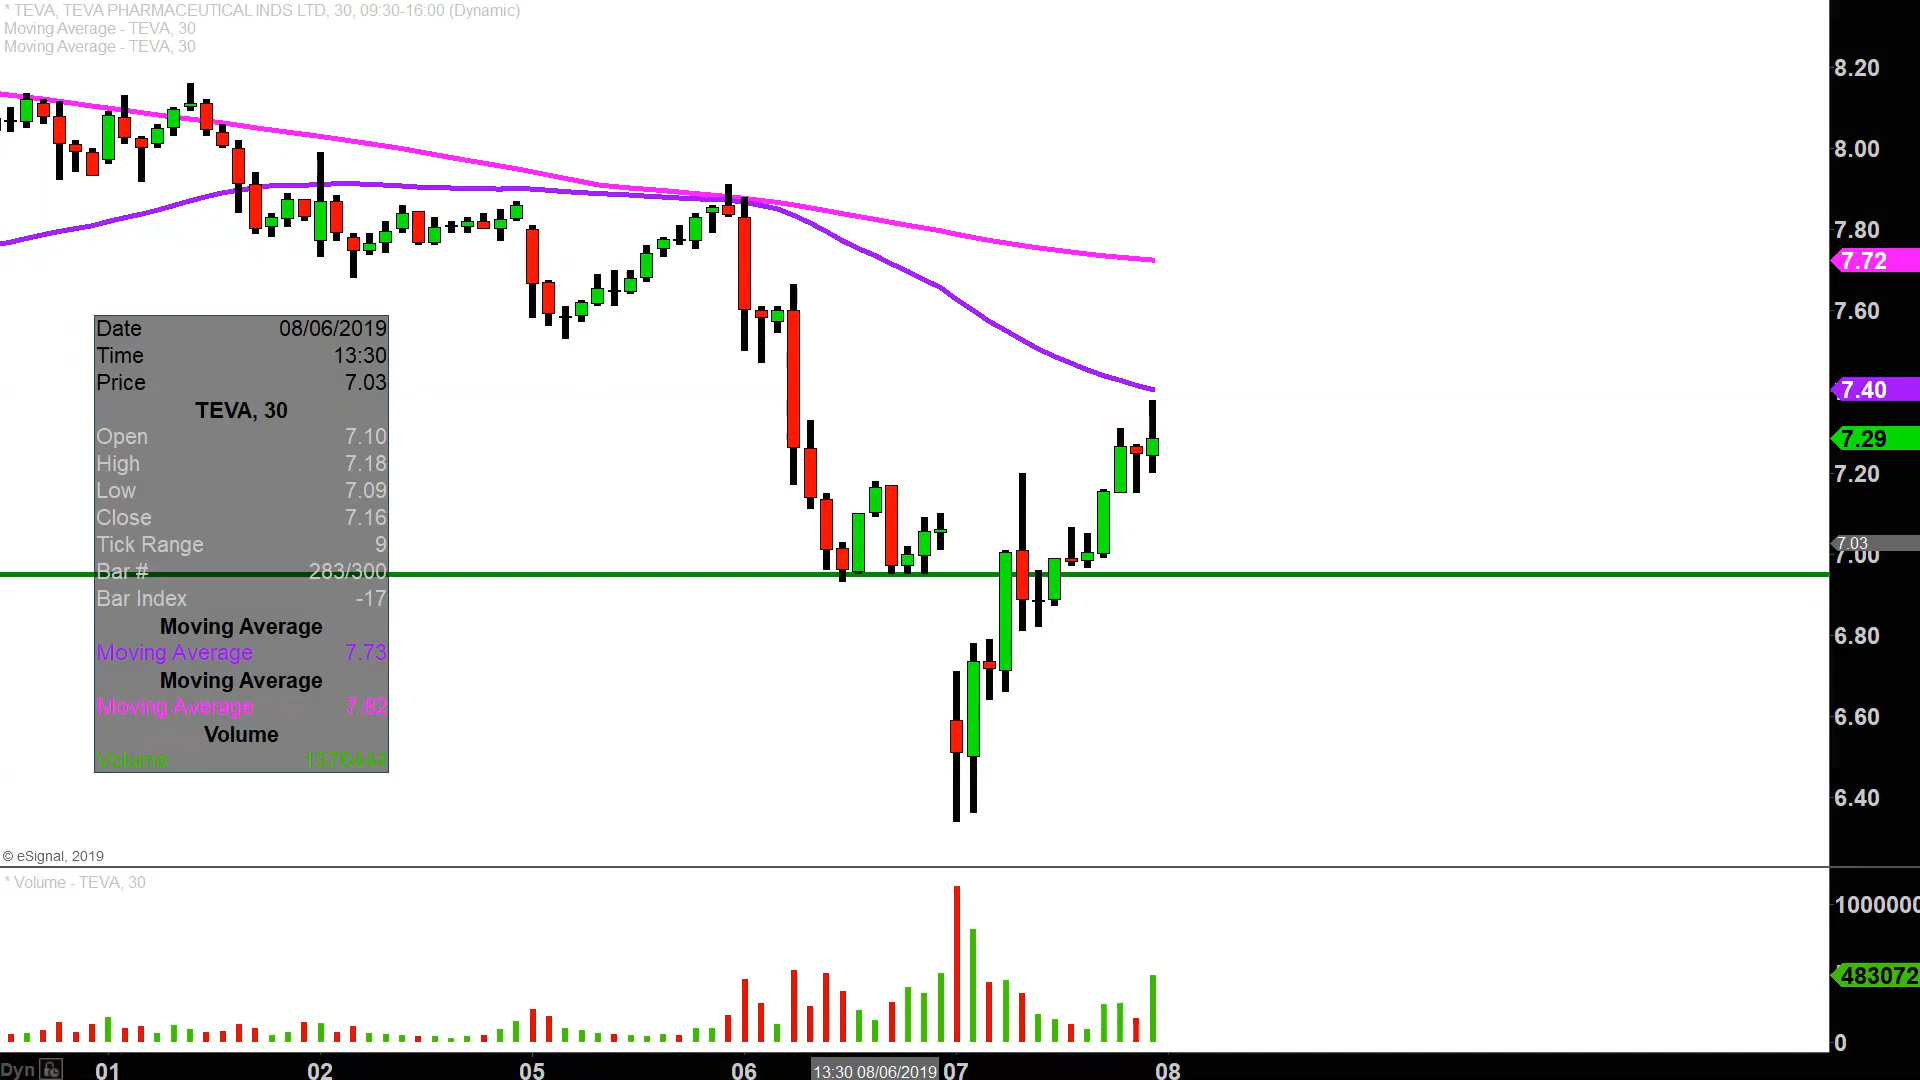 * TEVA, TEVA PHARMACEUTICAL INDS LTD, 30, 09:30-16:00 (Dynamic)
Moving Average - TEVA, 30
Moving Average - TEVA, 30
8.20
8.00
7.80
7.72
7.60
7.40
7.29
7.20
7.03
7.00
6.80
6.60
6.40
Date 08/06/2019
Time 13:30
Price 7.03
TEVA, 30
Open 7.10
High 7.18
Low 7.09
Close 7.16
Tick Range 9
Bar # 283/300
Bar Index -17
Moving Average
Moving Average 7.73
Moving Average
Moving Average 7.82
Volume
Volume 1576444
© eSignal, 2019
* Volume - TEVA, 30
1000000
483072
0
Dyn 01 02 05 06 13:30 08/06/2019 07 08